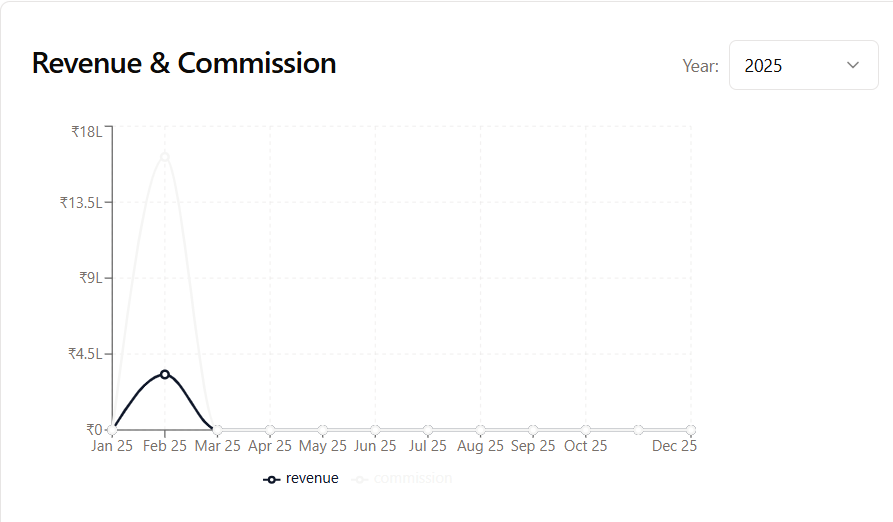 Revenue & Commission
Year: 2025
₹18L
₹13.5L
₹9L
₹4.5L
₹0
Jan 25 Feb 25 Mar 25 Apr 25 May 25 Jun 25 Jul 25 Aug 25 Sep 25 Oct 25 Dec 25
revenue commission